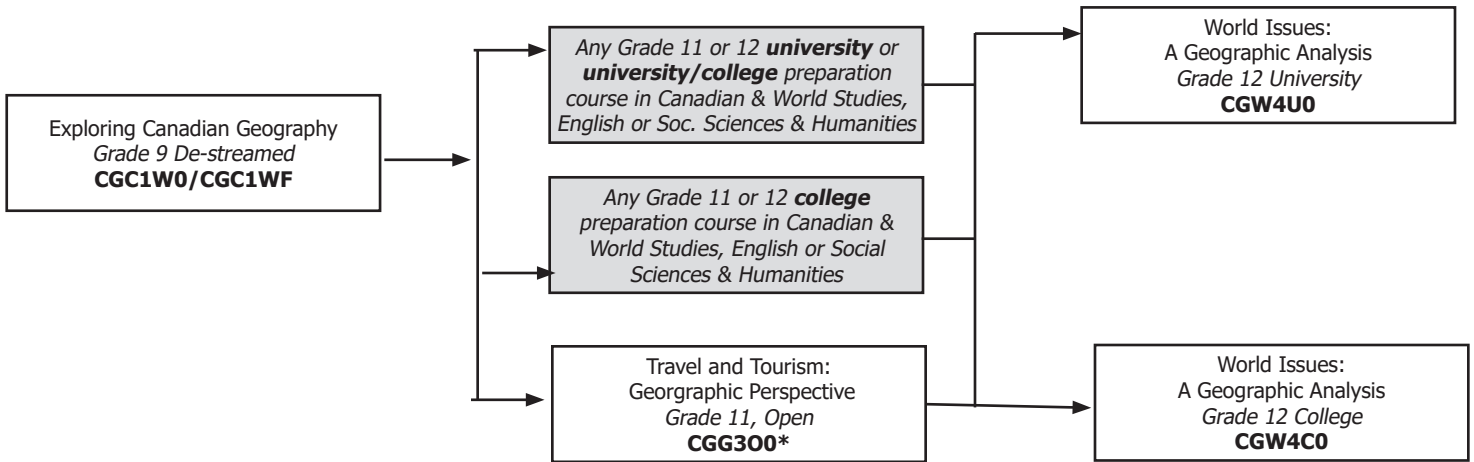 Exploring Canadian Geography
Grade 9 De-streamed
CGC1W0/CGC1WF
Any Grade 11 or 12 university or
university/college preparation
course in Canadian & World Studies,
English or Soc. Sciences & Humanities
Any Grade 11 or 12 college
preparation course in Canadian &
World Studies, English or Social
Sciences & Humanities
Travel and Tourism:
Georgraphic Perspective
Grade 11, Open
CGG3O0*
World Issues:
A Geographic Analysis
Grade 12 University
CGW4U0
World Issues:
A Geographic Analysis
Grade 12 College
CGW4C0